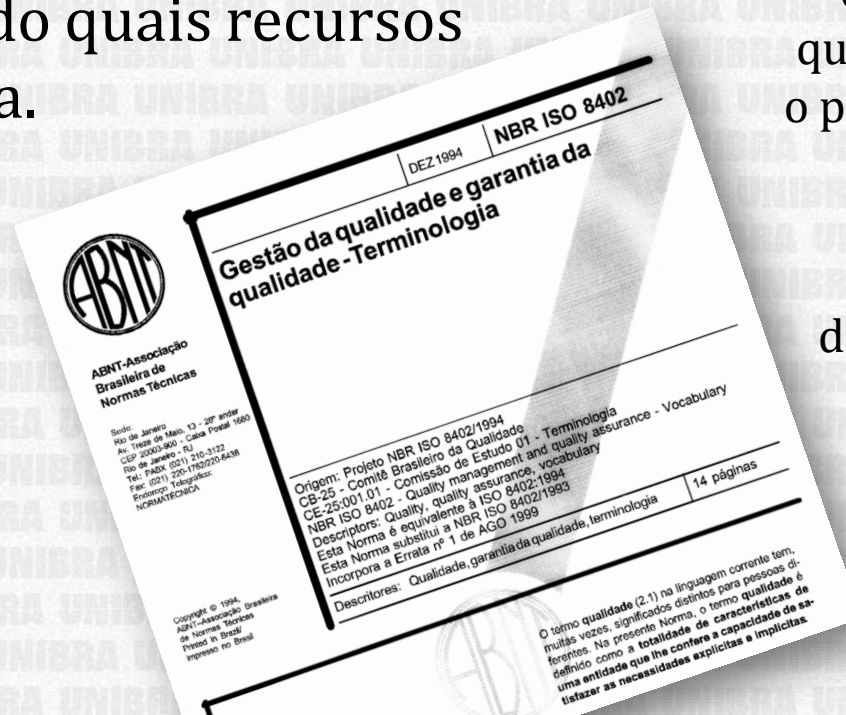 do quais recursos
a.
qu
o p
d
DEZ 1994
NBR ISO 8402
Gestão da qualidade e garantia da
qualidade - Terminologia
ABNT
ABNT-Associação
Brasileira de
Normas Técnicas
Sede:
Rio de Janeiro
Av. Treze de Maio, 13 - 28º andar
CEP 20003-900 - Caixa Postal 1680
Rio de Janeiro - RJ
Tel.: PABX (021) 210-3122
Fax: (021) 220-1762/220-6436
Endereço Telegráfico:
NORMATÉCNICA
Copyright © 1994,
ABNT–Associação Brasileira
de Normas Técnicas
Printed in Brazil/
Impresso no Brasil
Origem: Projeto NBR ISO 8402/1994
CB-25 - Comitê Brasileiro da Qualidade
CE-25:001.01 - Comissão de Estudo 01 - Terminologia
NBR ISO 8402 - Quality management and quality assurance - Vocabulary
Descriptors: Quality, quality assurance, vocabulary
Esta Norma é equivalente à ISO 8402:1994
Esta Norma substitui a NBR ISO 8402/1993
Incorpora a Errata nº 1 de AGO 1999
Descritores: Qualidade, garantia da qualidade, terminologia
14 páginas
O termo qualidade (2.1) na linguagem corrente tem,
muitas vezes, significados distintos para pessoas di-
ferentes. Na presente Norma, o termo qualidade é
definido como a totalidade de características de
uma entidade que lhe confere a capacidade de sa-
tisfazer as necessidades explícitas e implícitas.
UNIBRA